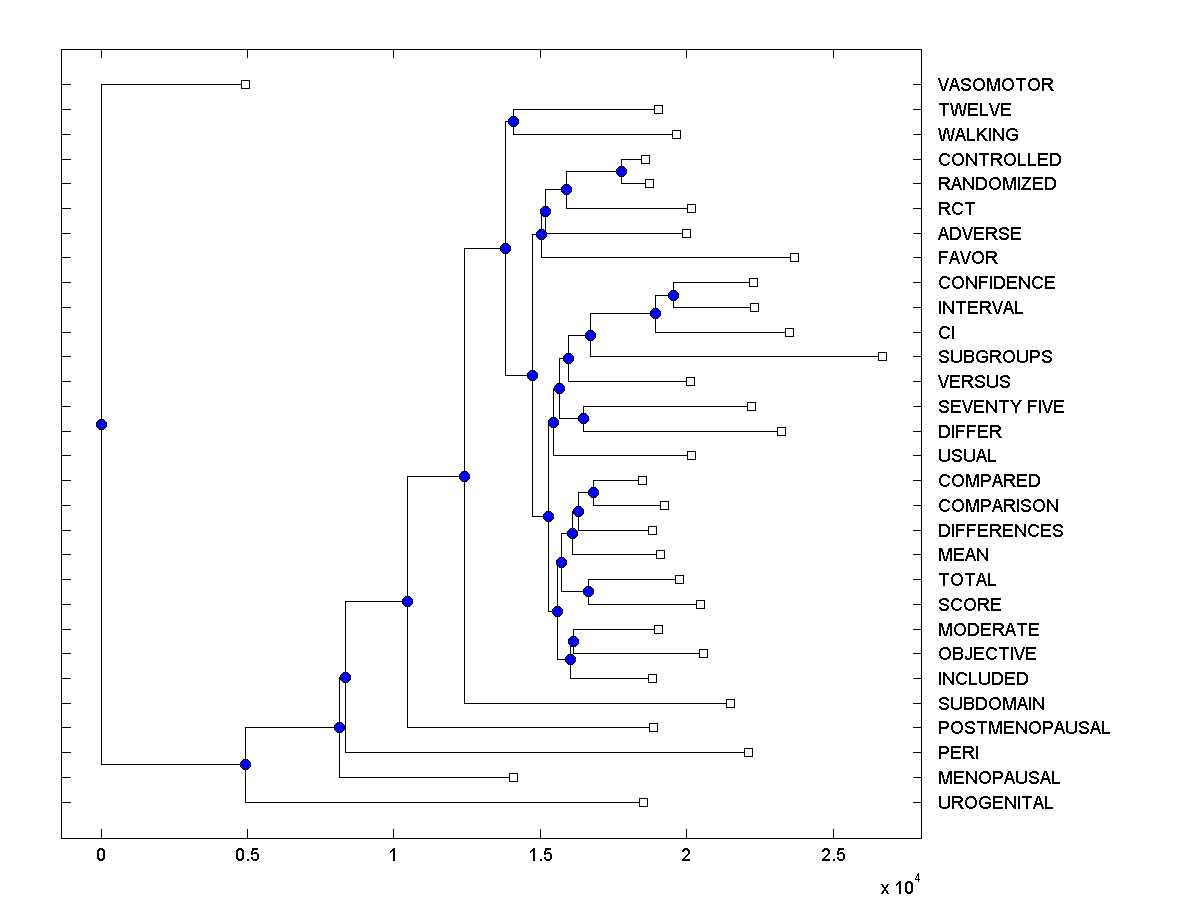 VASOMOTOR
TWELVE
WALKING
CONTROLLED
RANDOMIZED
RCT
ADVERSE
FAVOR
CONFIDENCE
INTERVAL
CI
SUBGROUPS
VERSUS
SEVENTY FIVE
DIFFER
USUAL
COMPARED
COMPARISON
DIFFERENCES
MEAN
TOTAL
SCORE
MODERATE
OBJECTIVE
INCLUDED
SUBDOMAIN
POSTMENOPAUSAL
PERI
MENOPAUSAL
UROGENITAL
0 0.5 1 1.5 2 2.5
x 10^4